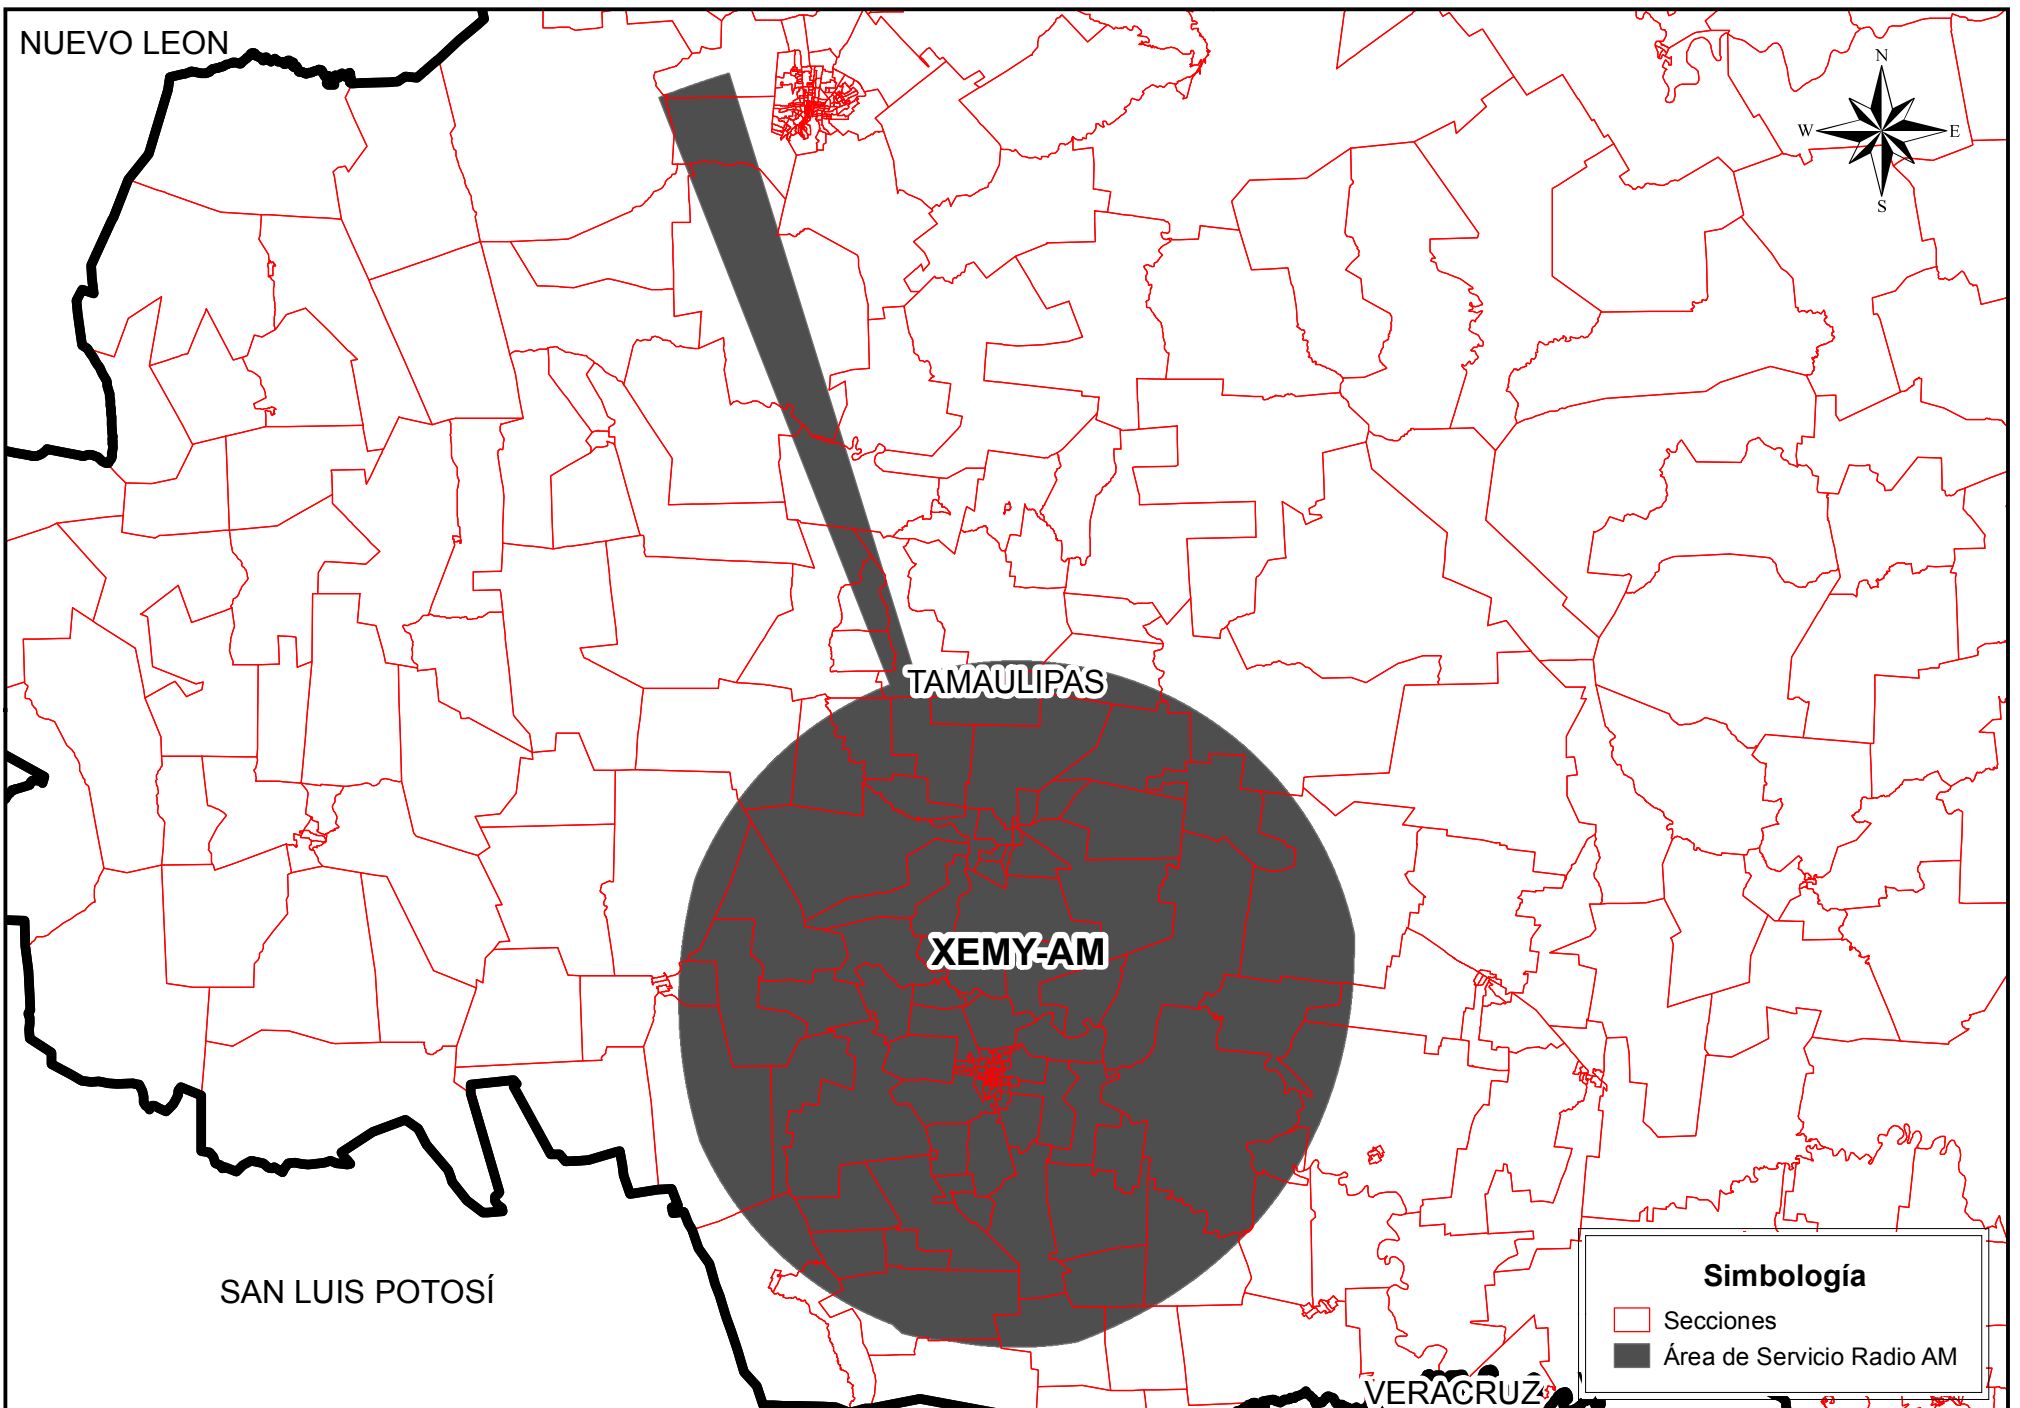 NUEVO LEON
N
W
E
S
TAMAULIPAS
XEMY-AM
SAN LUIS POTOSÍ
Simbología
Secciones
Área de Servicio Radio AM
VERACRUZ